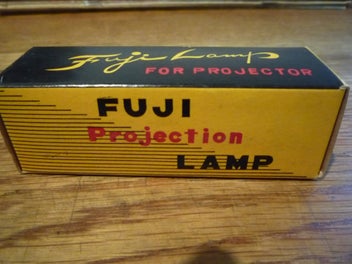 Fuji Lamp
FOR PROJECTOR
FUJI
Projection
LAMP